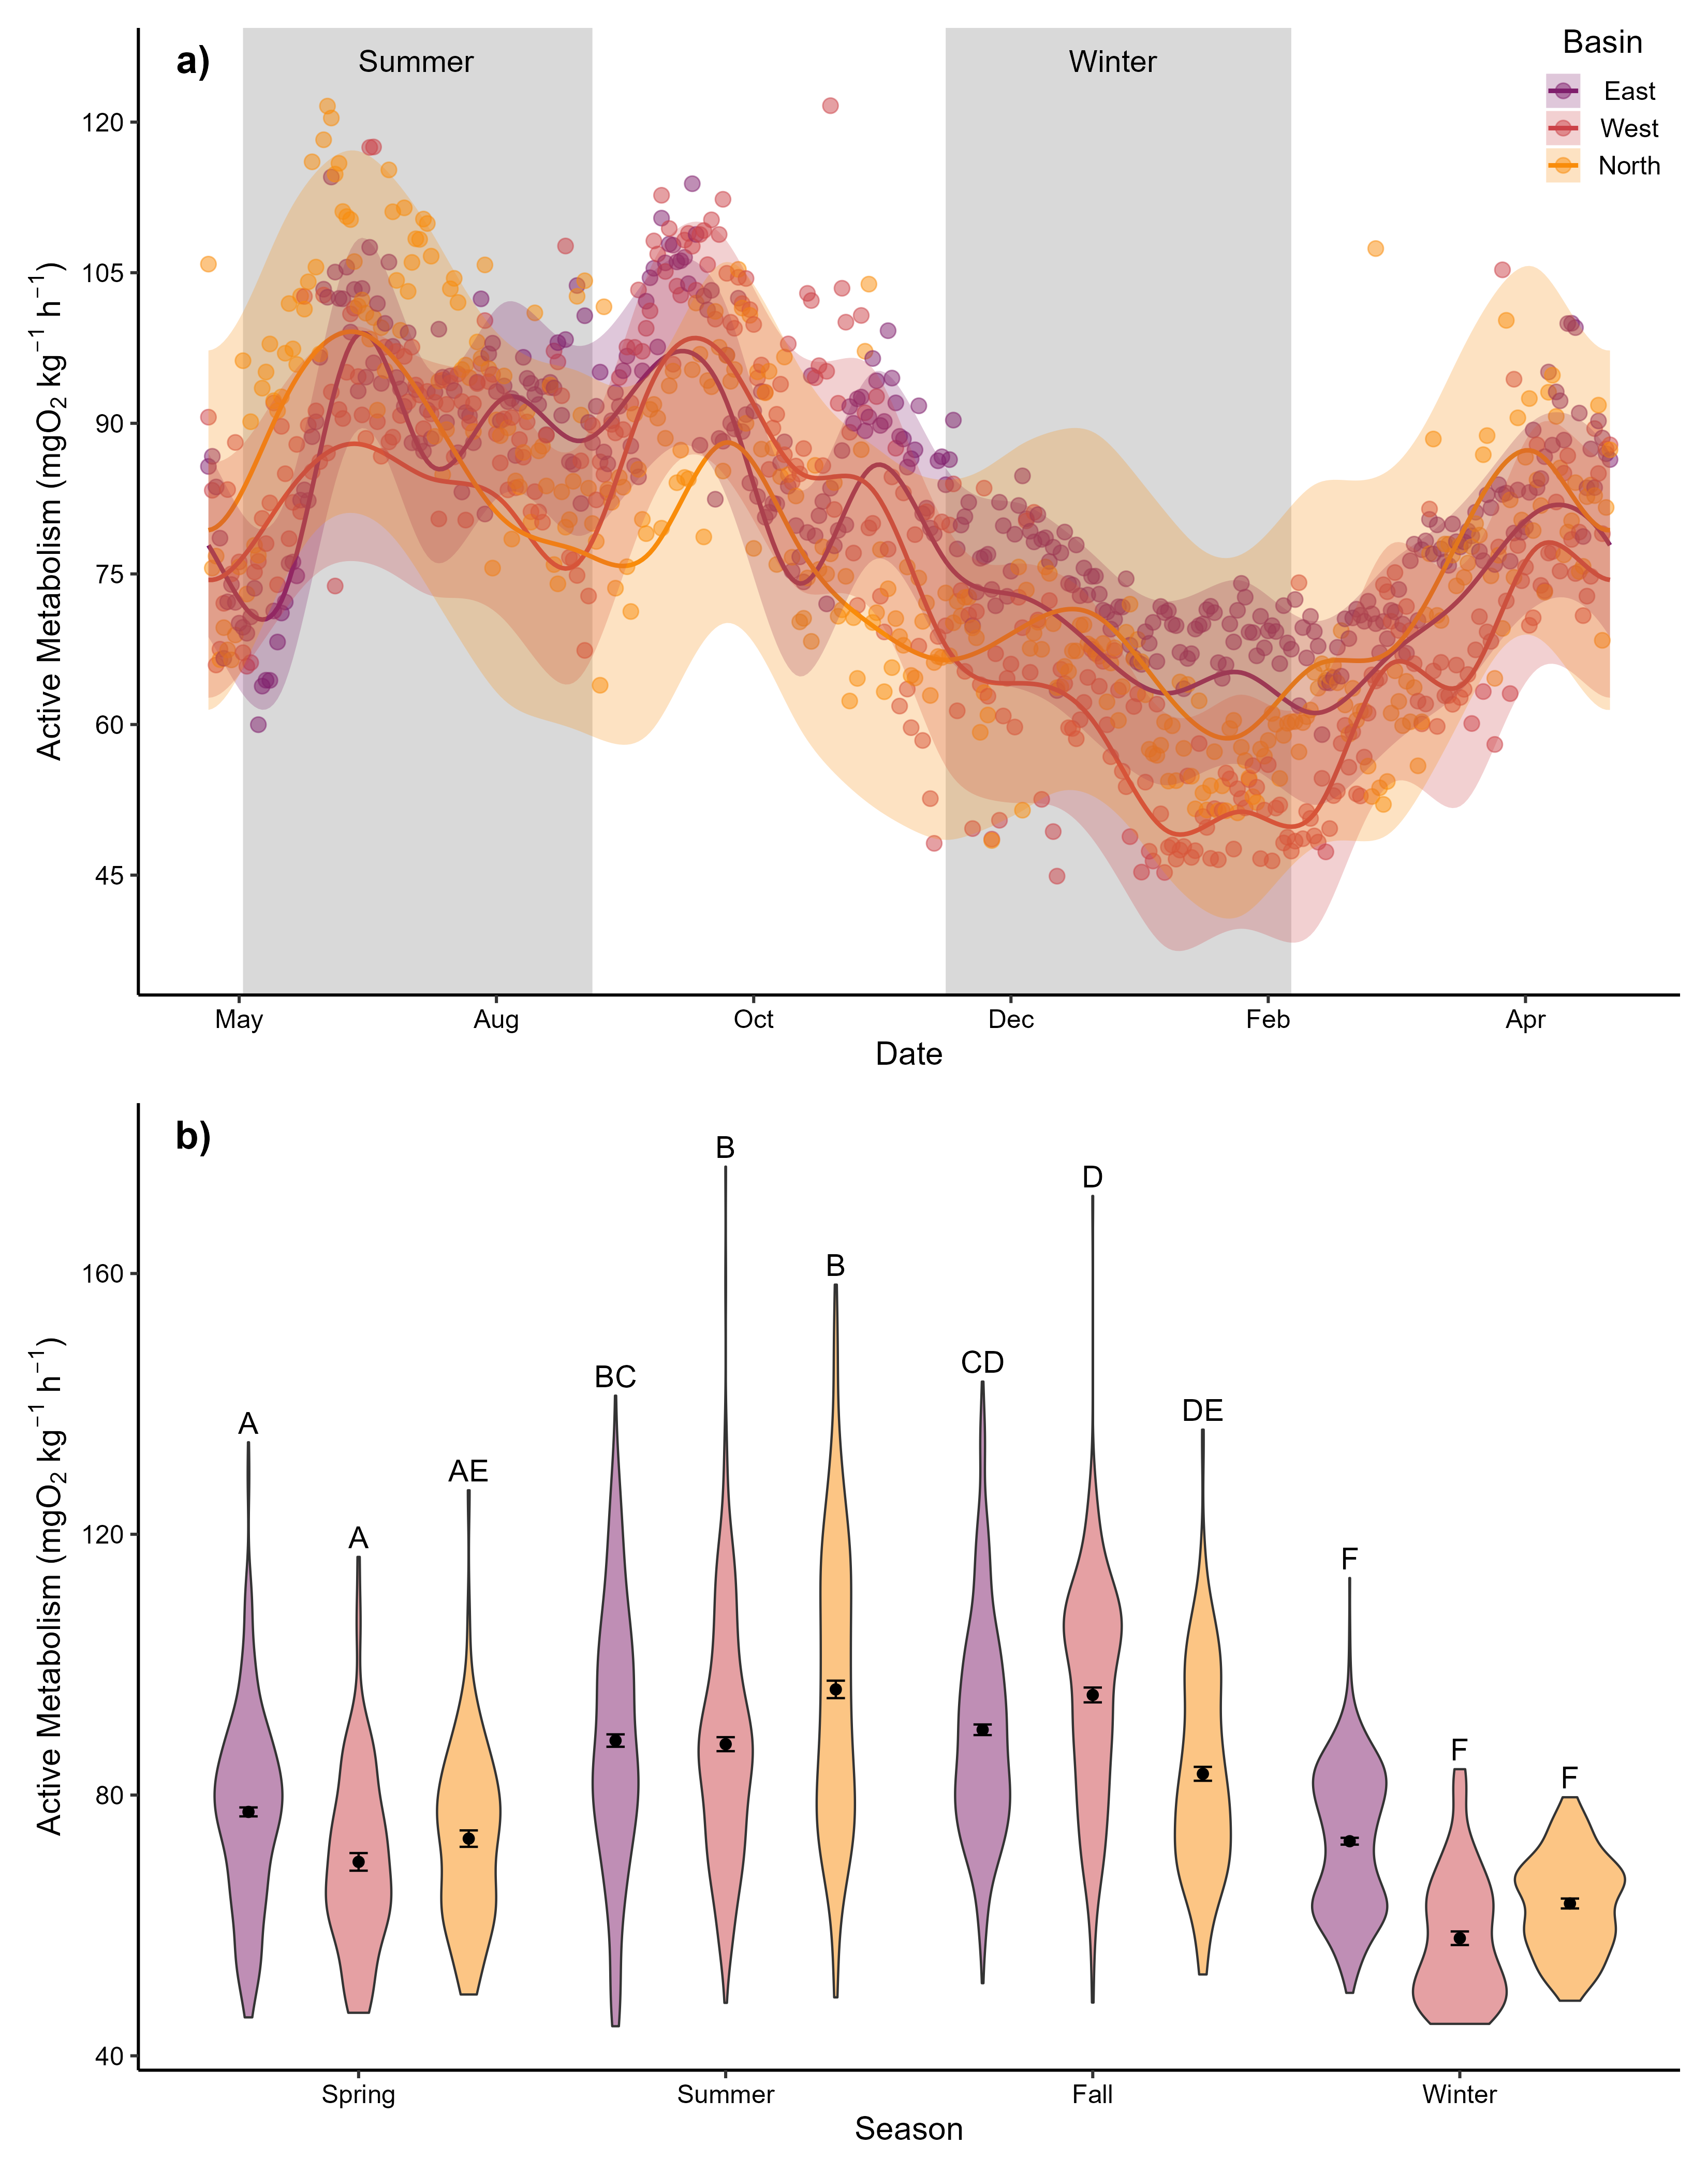 a)
Summer
Winter
Basin
East
West
North
120
105
90
75
60
45
Active Metabolism (mgO₂ kg⁻¹ h⁻¹)
May
Aug
Oct
Dec
Feb
Apr
Date
b)
B
D
B
CD
BC
DE
A
AE
A
F
F
F
160
120
80
40
Active Metabolism (mgO₂ kg⁻¹ h⁻¹)
Spring
Summer
Fall
Winter
Season